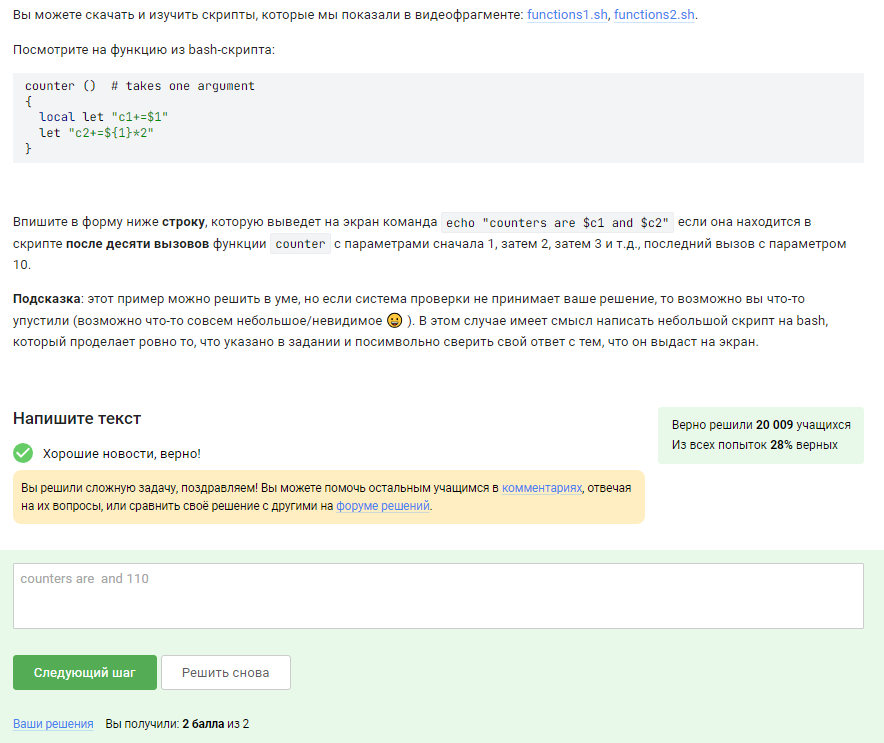 Вы можете скачать и изучить скрипты, которые мы показали в видеофрагменте: functions1.sh, functions2.sh.
Посмотрите на функцию из bash-скрипта:
counter ()  # takes one argument
{
  local let "c1+=$1"
  let "c2+=${1}*2"
}
Впишите в форму ниже строку, которую выведет на экран команда echo "counters are $c1 and $c2" если она находится в
скрипте после десяти вызовов функции counter с параметрами сначала 1, затем 2, затем 3 и т.д., последний вызов с параметром
10.
Подсказка: этот пример можно решить в уме, но если система проверки не принимает ваше решение, то возможно вы что-то
упустили (возможно что-то совсем небольшое/невидимое 😀 ). В этом случае имеет смысл написать небольшой скрипт на bash,
который проделает ровно то, что указано в задании и посимвольно сверить свой ответ с тем, что он выдаст на экран.
Напишите текст
Верно решили 20 009 учащихся
Из всех попыток 28% верных
Хорошие новости, верно!
Вы решили сложную задачу, поздравляем! Вы можете помочь остальным учащимся в комментариях, отвечая
на их вопросы, или сравнить своё решение с другими на форуме решений.
counters are  and 110
Следующий шаг
Решить снова
Ваши решения Вы получили: 2 балла из 2